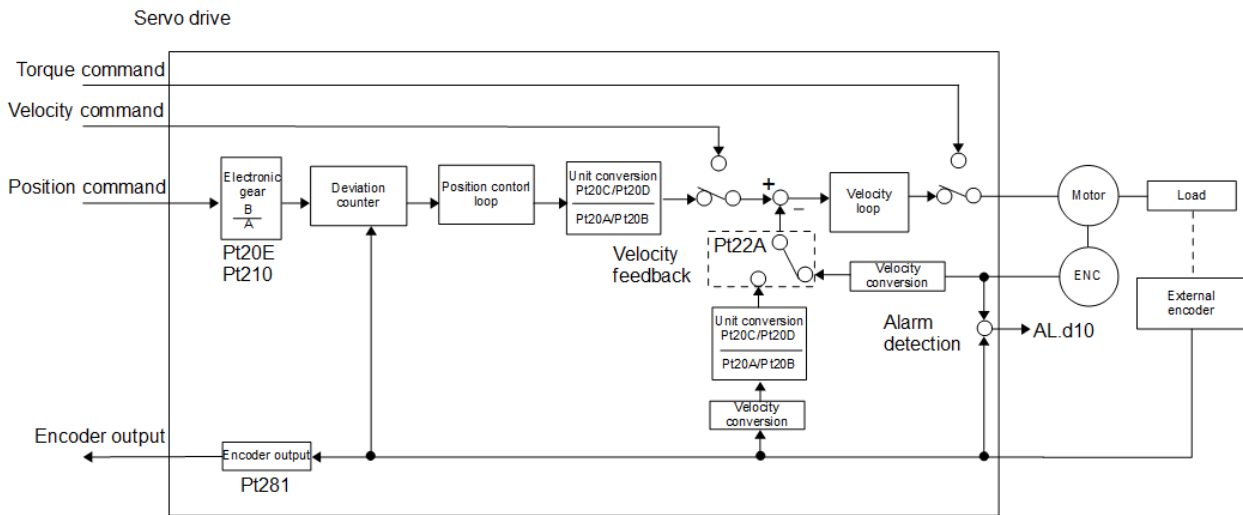 Servo drive
Torque command
Velocity command
Position command
Electronic
gear
B
A
Pt20E
Pt210
Deviation
counter
Position contorl
loop
Unit conversion
Pt20C/Pt20D
Pt20A/Pt20B
+
−
Velocity
loop
Motor
Load
Velocity
feedback
Pt22A
Velocity
conversion
ENC
External
encoder
Unit conversion
Pt20C/Pt20D
Pt20A/Pt20B
Alarm
detection
AL.d10
Velocity
conversion
Encoder output
Encoder output
Pt281